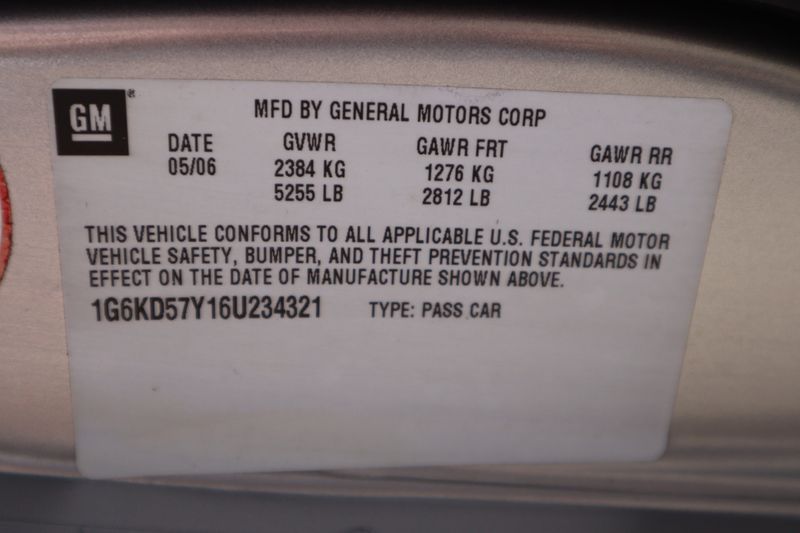 GM®
MFD BY GENERAL MOTORS CORP
DATE GVWR GAWR FRT GAWR RR
05/06 2384 KG 1276 KG 1108 KG
5255 LB 2812 LB 2443 LB
THIS VEHICLE CONFORMS TO ALL APPLICABLE U.S. FEDERAL MOTOR
VEHICLE SAFETY, BUMPER, AND THEFT PREVENTION STANDARDS IN
EFFECT ON THE DATE OF MANUFACTURE SHOWN ABOVE.
1G6KD57Y16U234321 TYPE: PASS CAR